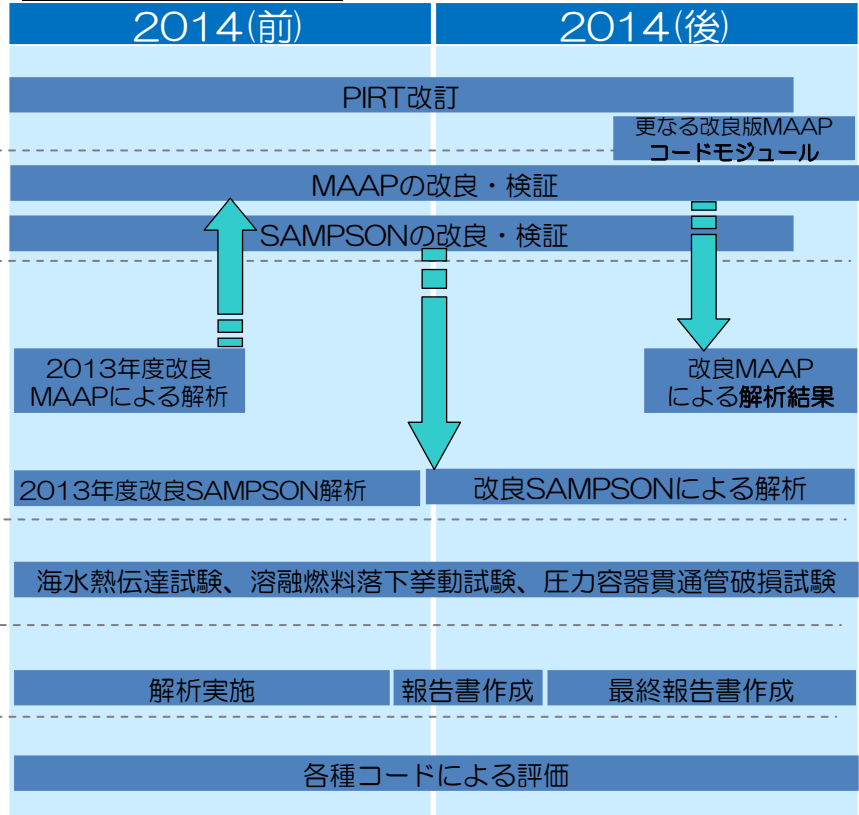 2014(前)
2014(後)
PIRT改訂
更なる改良版MAAP
コードモジュール
MAAPの改良・検証
SAMPSONの改良・検証
2013年度改良
MAAPによる解析
改良MAAP
による解析結果
2013年度改良SAMPSON解析
改良SAMPSONによる解析
海水熱伝達試験、溶融燃料落下挙動試験、圧力容器貫通管破損試験
解析実施
報告書作成
最終報告書作成
各種コードによる評価